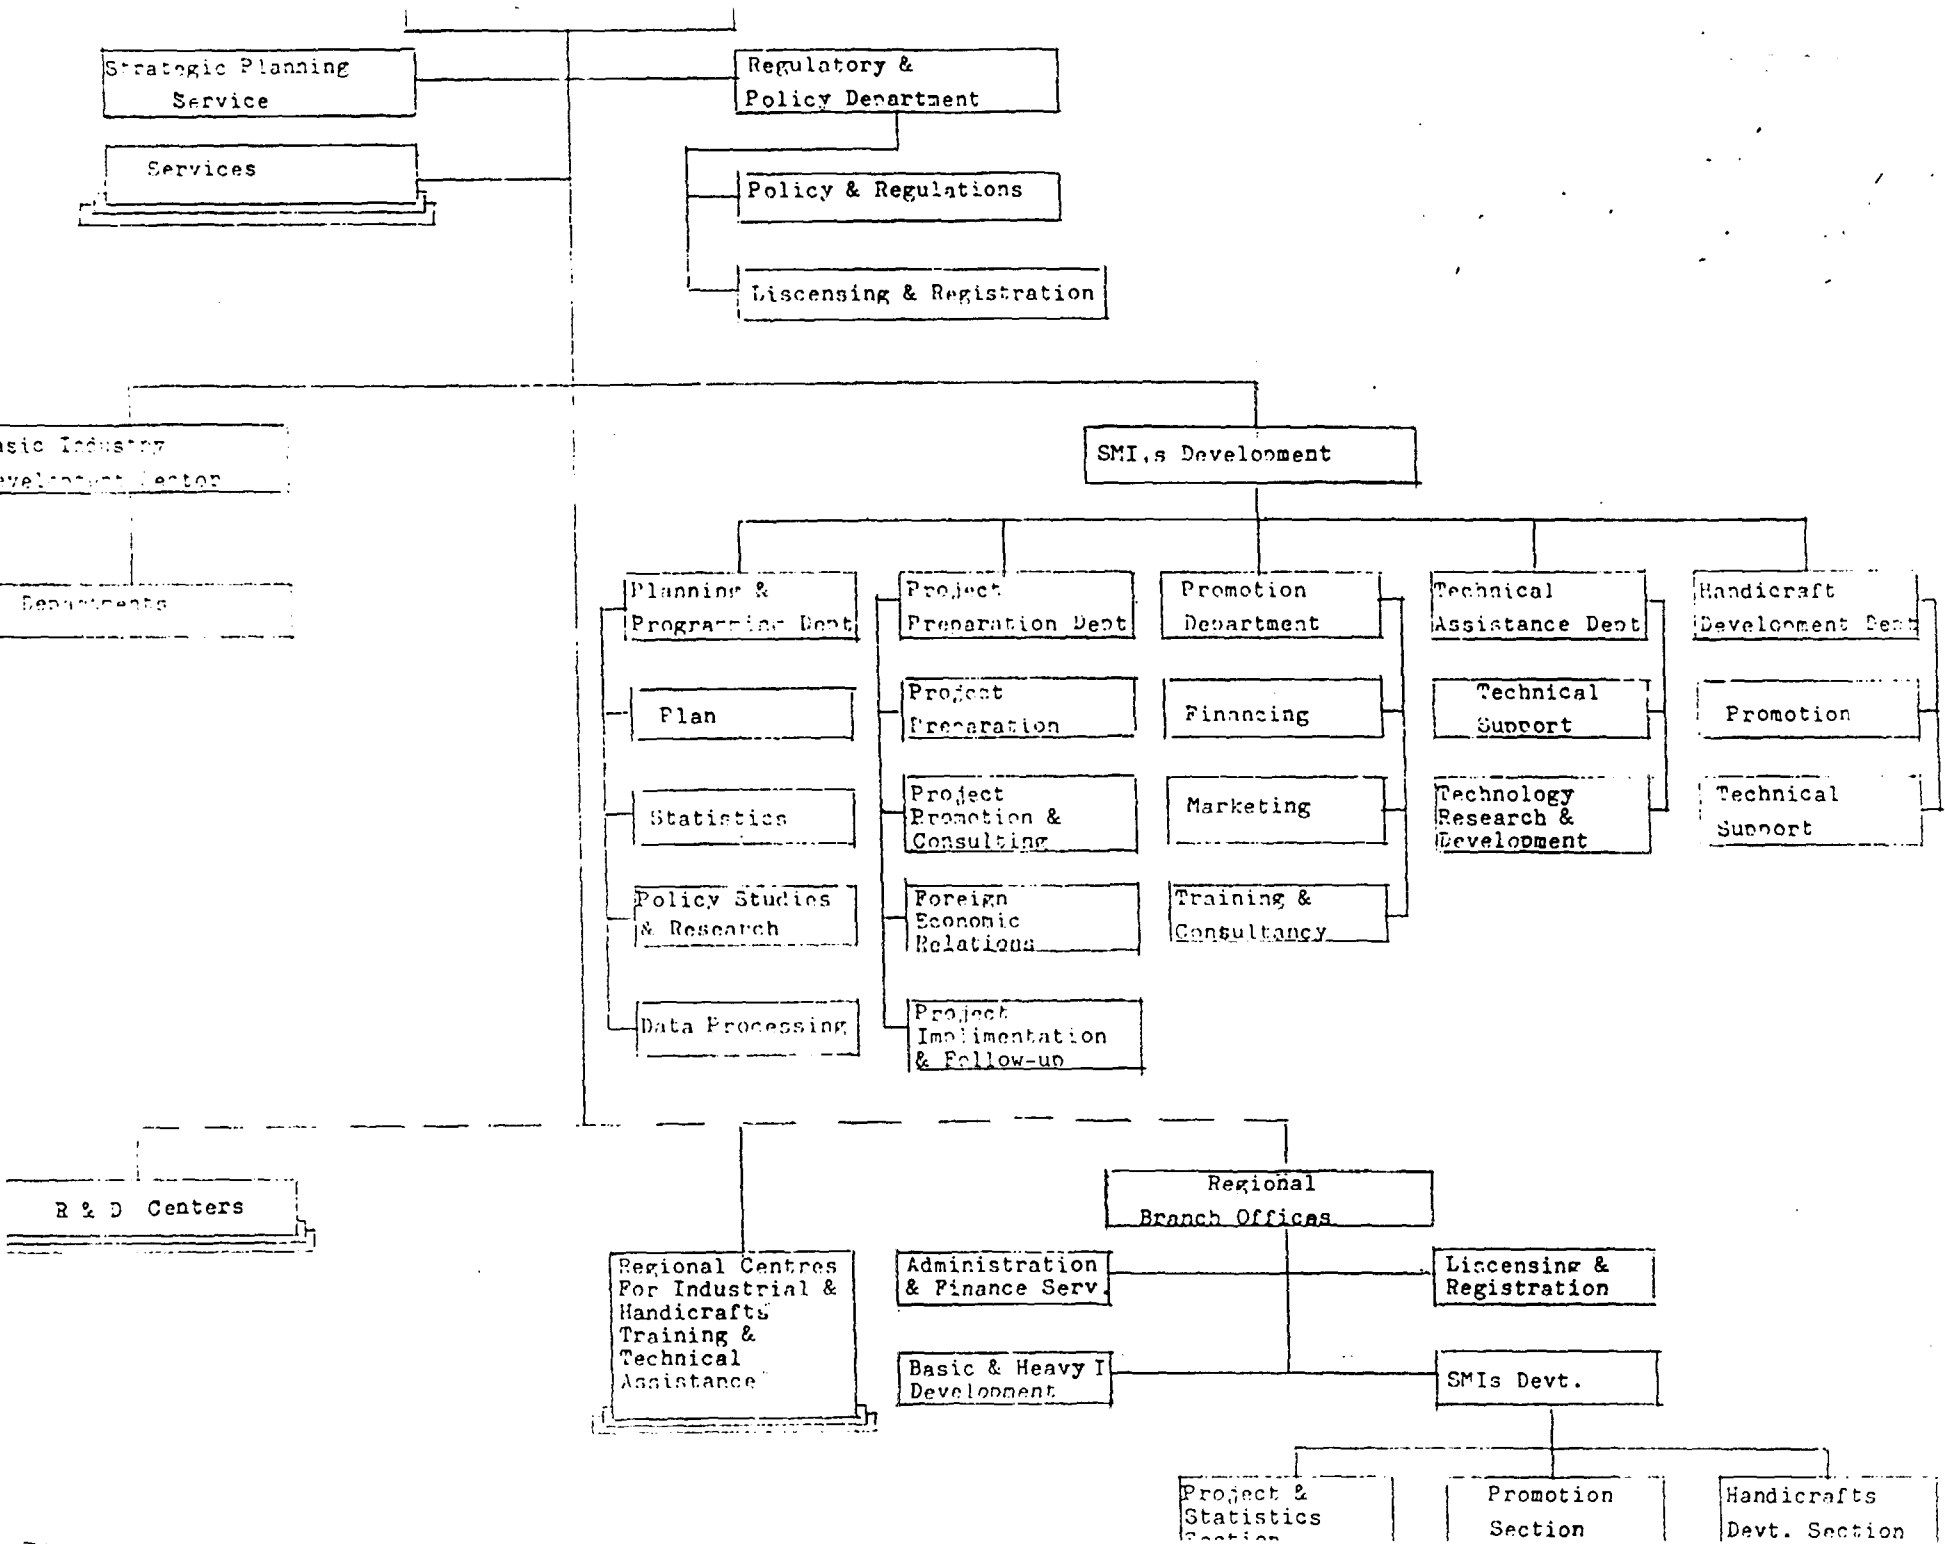 Strategic Planning
Service
Regulatory &
Policy Department
Services
Policy & Regulations
Liscensing & Registration
asic Industry
SMI,s Development
Departments
Planning &
Programming Dept
Project
Preparation Dept
Promotion
Department
Technical
Assistance Dept
Handicraft
Development Dept
Plan
Project
Preparation
Financing
Technical
Support
Promotion
Statistics
Project
Promotion &
Consulting
Marketing
Technology
Research &
Development
Technical
Support
Policy Studies
& Research
Foreign
Economic
Relations
Training &
Consultancy
Data Processing
Project
Implimentation
& Follow-up
R & D Centers
Regional
Branch Offices
Regional Centres
For Industrial &
Handicrafts
Training &
Technical
Assistance
Administration
& Finance Serv.
Liscensing &
Registration
Basic & Heavy I
Development
SMIs Devt.
Project &
Statistics
Section
Promotion
Section
Handicrafts
Devt. Section